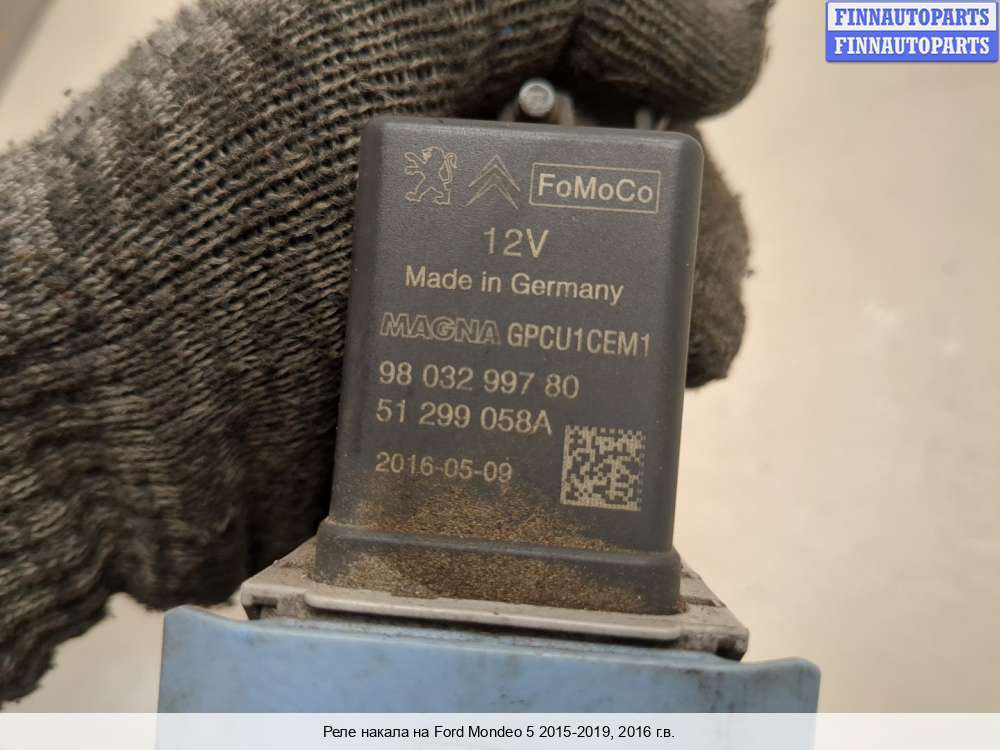 FINNAUTOPARTS
FINNAUTOPARTS
FoMoCo
12V
Made in Germany
MAGNA GPCU1CEM1
98 032 997 80
51 299 058A
2016-05-09
Реле накала на Ford Mondeo 5 2015-2019, 2016 г.в.